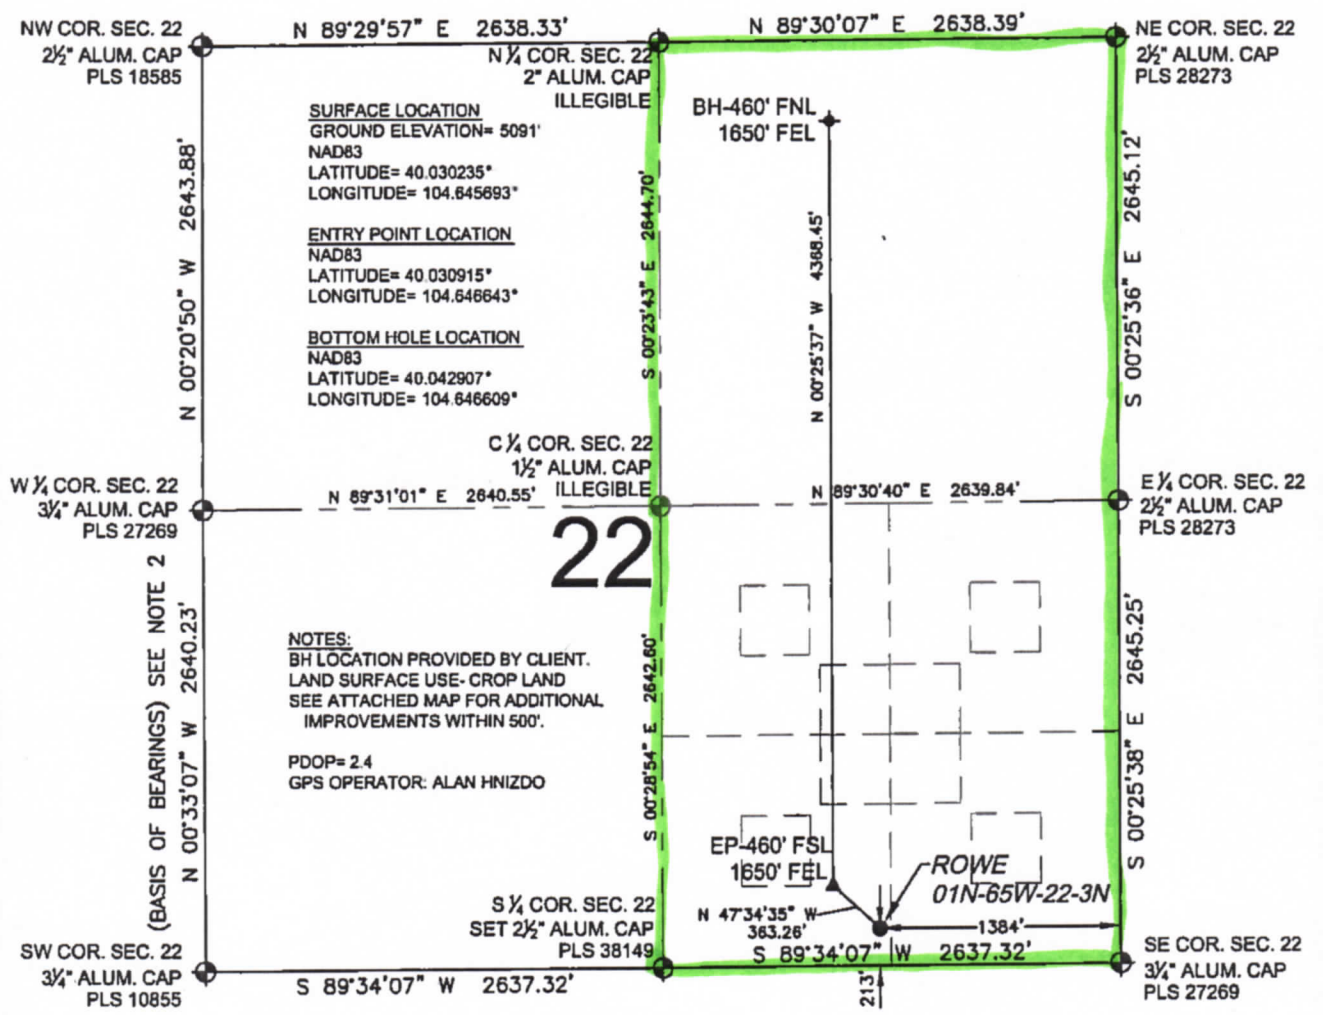 N 89°29'57" E 2638.33'
N 89°30'07" E 2638.39'
NW COR. SEC. 22
2½" ALUM. CAP
PLS 18585
N ¼ COR. SEC. 22
2" ALUM. CAP
ILLEGIBLE
NE COR. SEC. 22
2½" ALUM. CAP
PLS 28273
SURFACE LOCATION
GROUND ELEVATION= 5091'
NAD83
LATITUDE= 40.030235°
LONGITUDE= 104.645693°
ENTRY POINT LOCATION
NAD83
LATITUDE= 40.030915°
LONGITUDE= 104.646643°
BOTTOM HOLE LOCATION
NAD83
LATITUDE= 40.042907°
LONGITUDE= 104.646609°
BH-460' FNL
1650' FEL
N 00°20'50" W 2643.88'
S 00°23'43" E 2644.70'
N 00°25'37" W 4368.45'
S 00°25'36" E 2645.12'
C ¼ COR. SEC. 22
1½" ALUM. CAP
ILLEGIBLE
W ¼ COR. SEC. 22
3¼" ALUM. CAP
PLS 27269
N 89°31'01" E 2640.55'
N 89°30'40" E 2639.84'
E ¼ COR. SEC. 22
2½" ALUM. CAP
PLS 28273
22
(BASIS OF BEARINGS) SEE NOTE 2
N 00°33'07" W 2640.23'
NOTES:
BH LOCATION PROVIDED BY CLIENT.
LAND SURFACE USE- CROP LAND
SEE ATTACHED MAP FOR ADDITIONAL
IMPROVEMENTS WITHIN 500'.
PDOP= 2.4
GPS OPERATOR: ALAN HNIZDO
S 00°28'54" E 2642.60'
S 00°25'38" E 2645.25'
EP-460' FSL
1650' FEL
ROWE
01N-65W-22-3N
N 47°34'35" W
363.26'
1384'
S ¼ COR. SEC. 22
SET 2½" ALUM. CAP
PLS 38149
SW COR. SEC. 22
3¼" ALUM. CAP
PLS 10855
S 89°34'07" W 2637.32'
S 89°34'07" W 2637.32'
213'
SE COR. SEC. 22
3¼" ALUM. CAP
PLS 27269